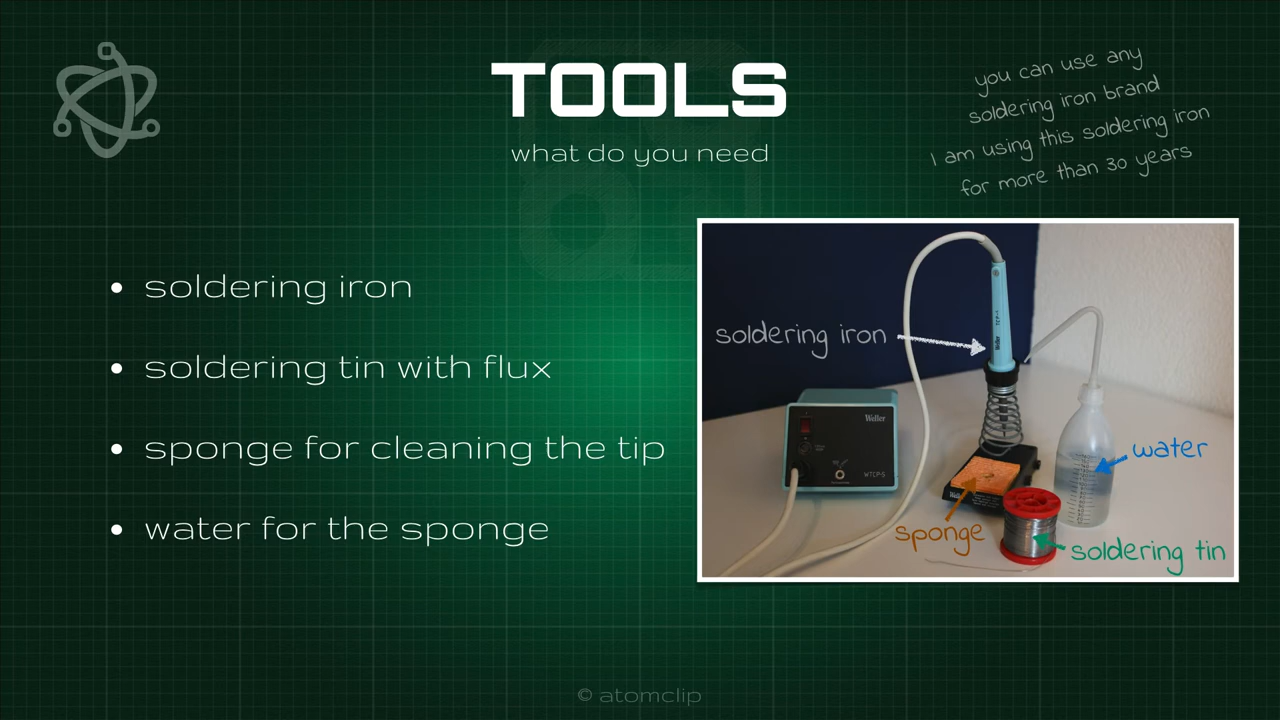 TOOLS
what do you need
you can use any
soldering iron brand
I am using this soldering iron
for more than 30 years
• soldering iron
• soldering tin with flux
• sponge for cleaning the tip
• water for the sponge
soldering iron
Weller
TCP-S
Weller
WTCP-S
water
sponge
soldering tin
© atomclip